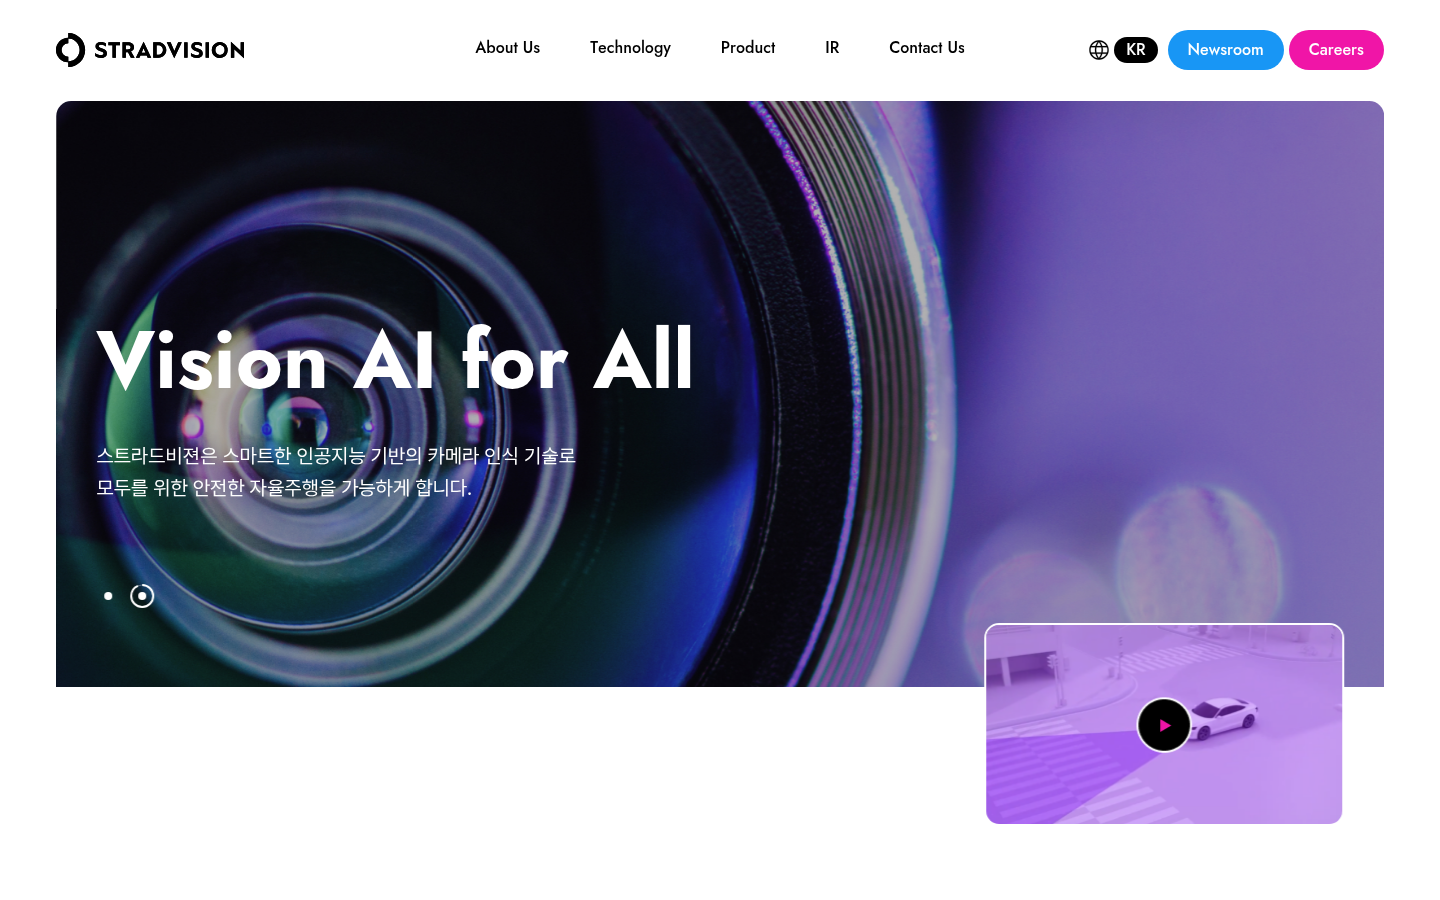 STRADVISION
About Us
Technology
Product
IR
Contact Us
KR
Newsroom
Careers
Vision AI for All
스트라드비젼은 스마트한 인공지능 기반의 카메라 인식 기술로
모두를 위한 안전한 자율주행을 가능하게 합니다.